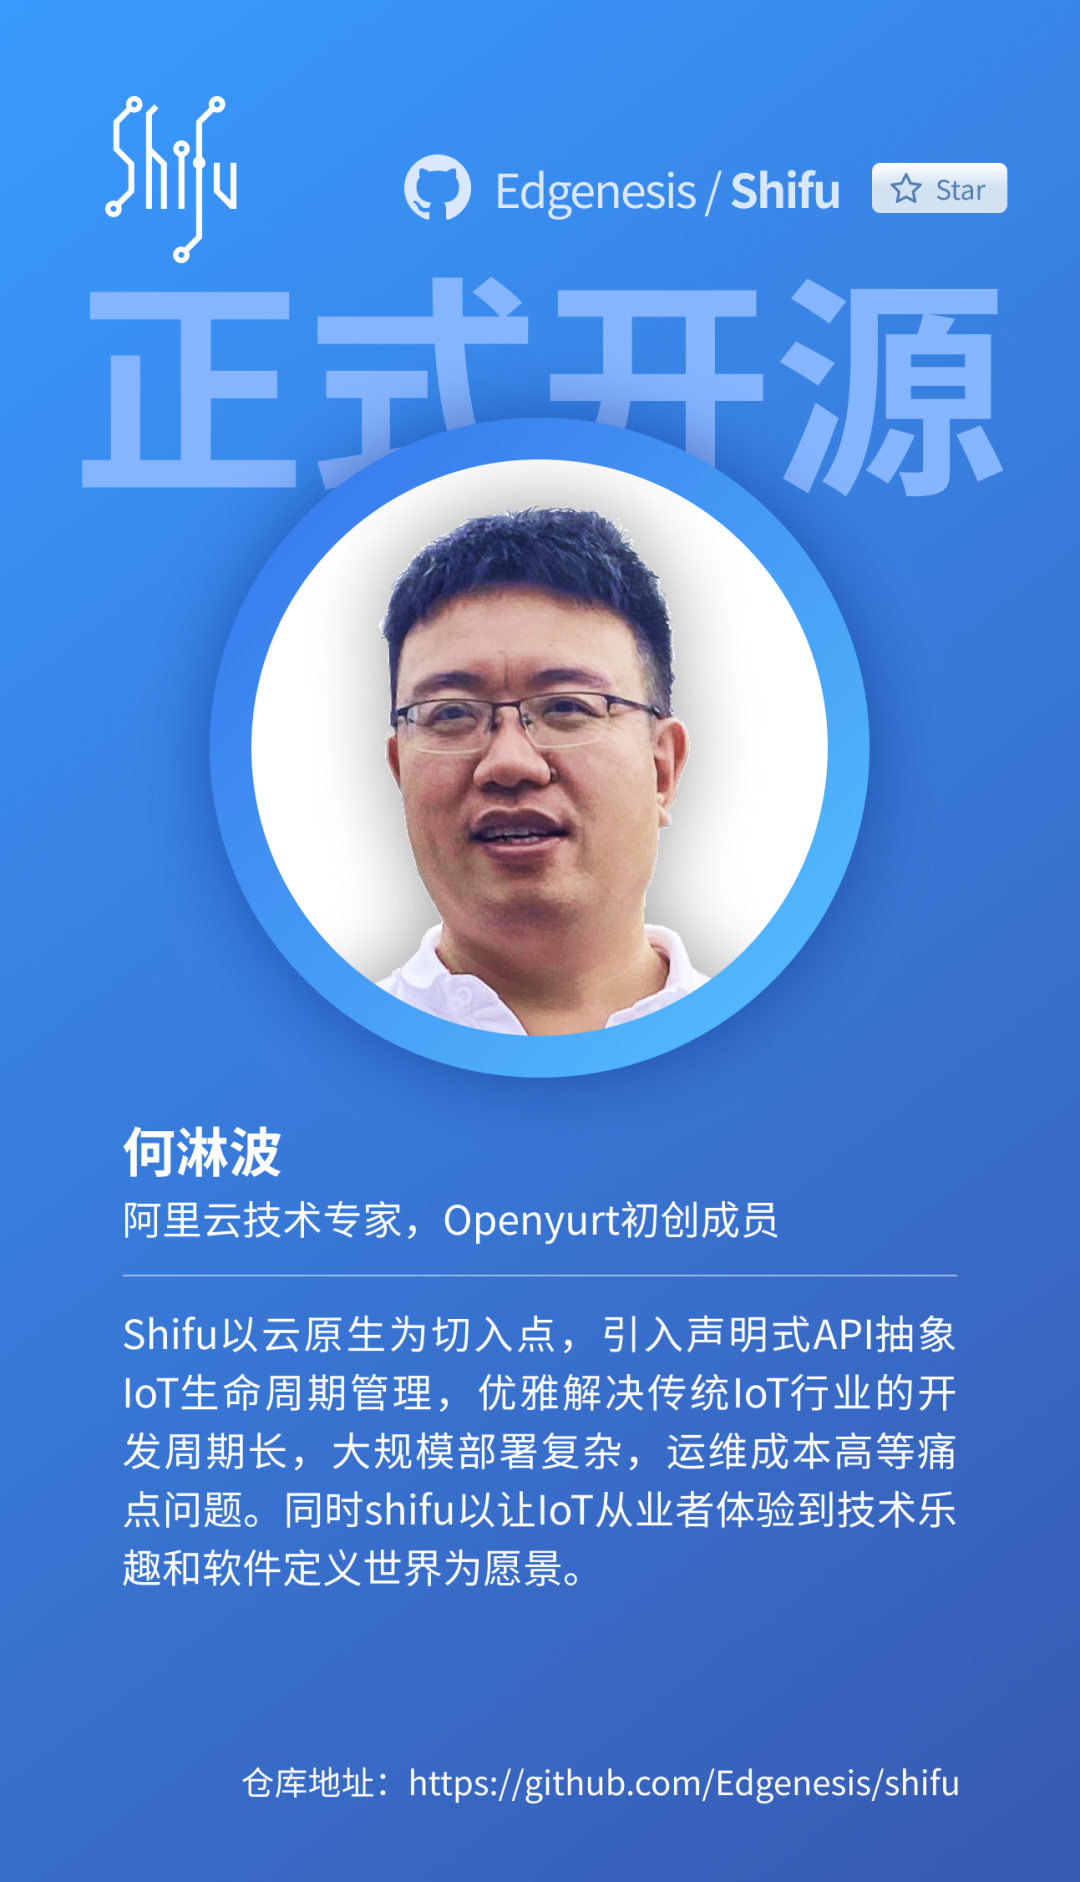 Shifu
Edgenesis / Shifu Star
正式开源
何淋波
阿里云技术专家，Openyurt初创成员
Shifu以云原生为切入点，引入声明式API抽象
IoT生命周期管理，优雅解决传统IoT行业的开
发周期长，大规模部署复杂，运维成本高等痛
点问题。同时shifu以让IoT从业者体验到技术乐
趣和软件定义世界为愿景。
仓库地址：https://github.com/Edgenesis/shifu